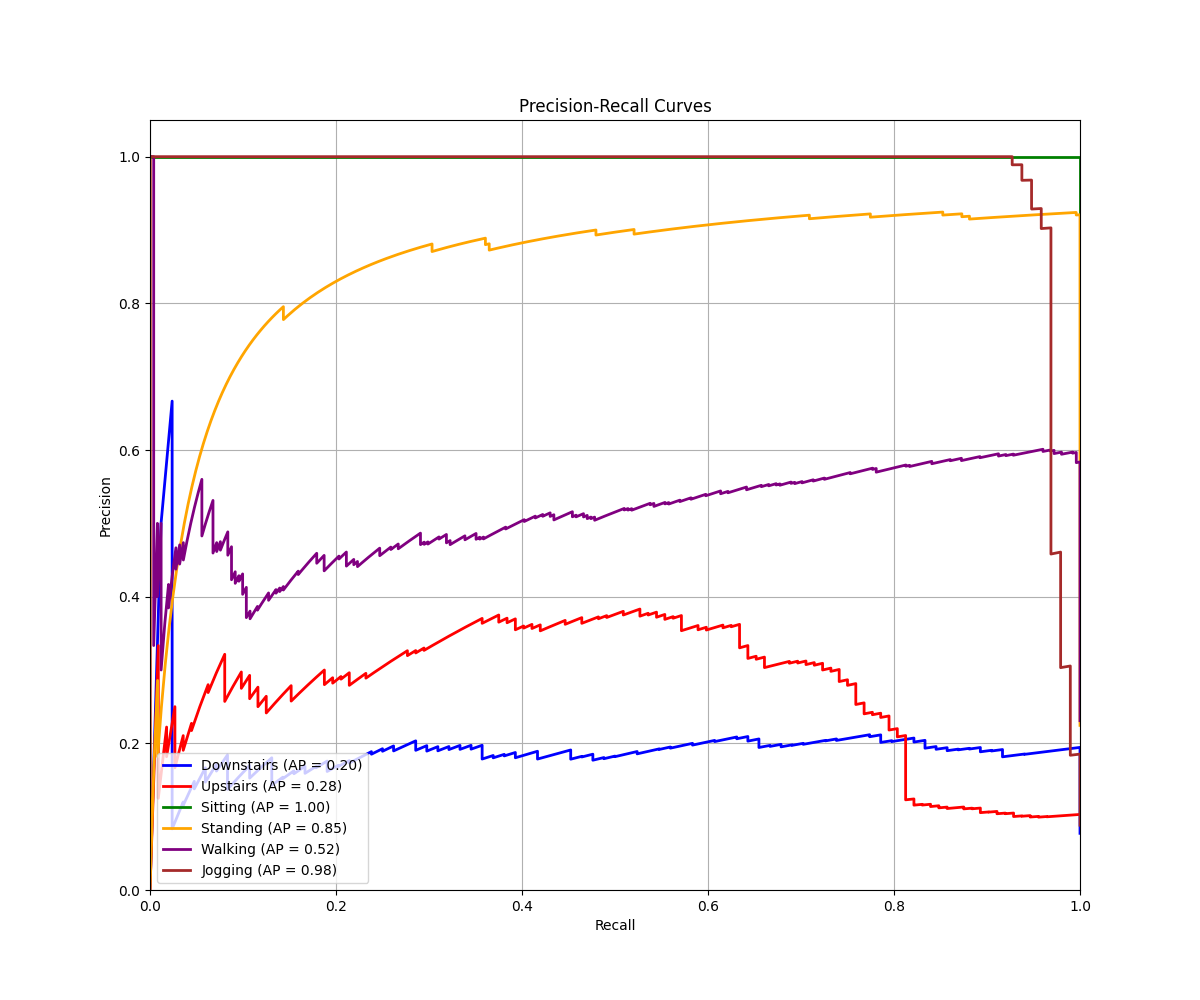 Precision-Recall Curves
1.0
0.8
0.6
0.4
0.2
0.0
Precision
Downstairs (AP = 0.20)
Upstairs (AP = 0.28)
Sitting (AP = 1.00)
Standing (AP = 0.85)
Walking (AP = 0.52)
Jogging (AP = 0.98)
0.0 0.2 0.4 0.6 0.8 1.0
Recall